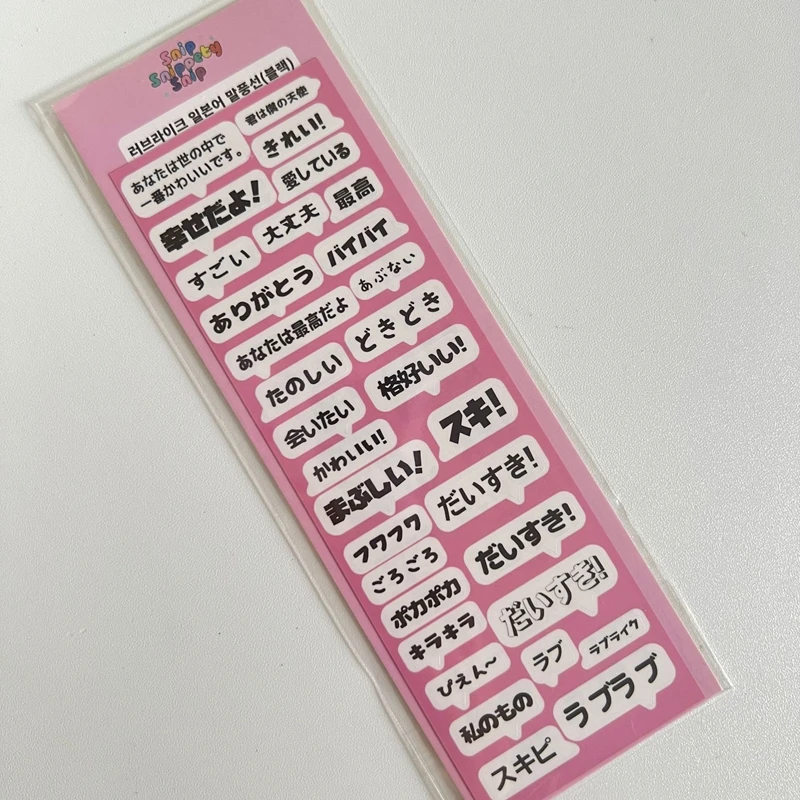 Snip
Snippety
Snip
러브라이크 일본어 말풍선(블랙)
君は僕の天使
あなたは世の中で
一番かわいいです。
きれい!
愛している
幸せだよ!
大丈夫
最高
すごい
バイバイ
ありがとう
あぶない
あなたは最高だよ
どきどき
たのしい
格好いい!
会いたい
スキ!
かわいい!
まぶしい!
だいすき!
フワフワ
だいすき!
ごろごろ
ポカポカ
だいすき!
キラキラ
ラブライク
ラブ
ぴえん〜
ラブラブ
私のもの
スキピ